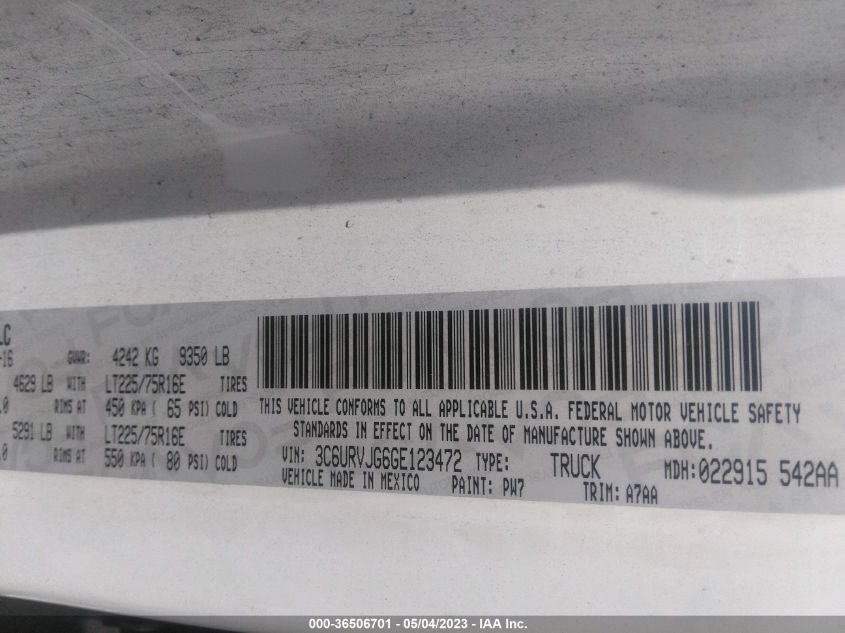 LC
-16 GVWR: 4242 KG 9350 LB
4629 LB WITH LT225/75R16E TIRES
.0 RIMS AT 450 KPA ( 65 PSI) COLD
5291 LB WITH LT225/75R16E TIRES
.0 RIMS AT 550 KPA ( 80 PSI) COLD
THIS VEHICLE CONFORMS TO ALL APPLICABLE U.S.A. FEDERAL MOTOR VEHICLE SAFETY
STANDARDS IN EFFECT ON THE DATE OF MANUFACTURE SHOWN ABOVE.
VIN: 3C6URVJG6GE123472 TYPE: TRUCK MDH: 022915 542AA
VEHICLE MADE IN MEXICO PAINT: PW7 TRIM: A7AA
000-36506701 - 05/04/2023 - IAA Inc.